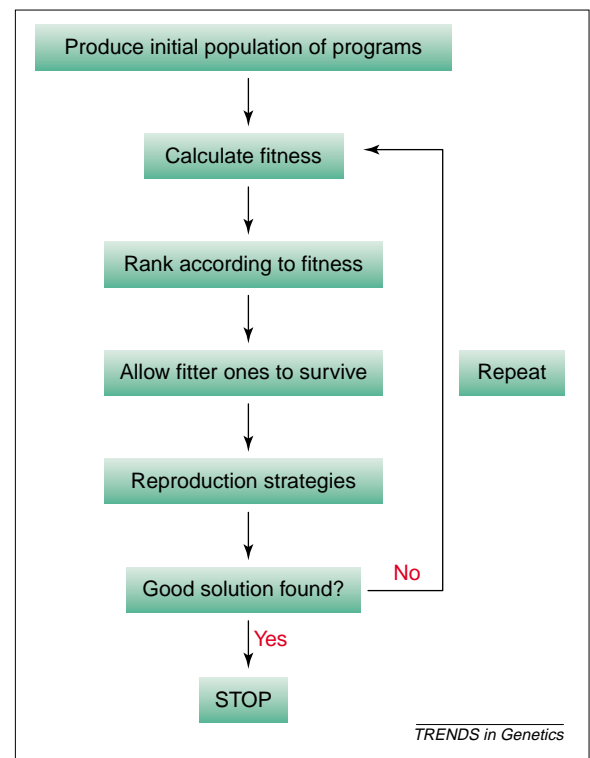 Produce initial population of programs
Calculate fitness
Rank according to fitness
Allow fitter ones to survive
Repeat
Reproduction strategies
Good solution found?
No
Yes
STOP
TRENDS in Genetics